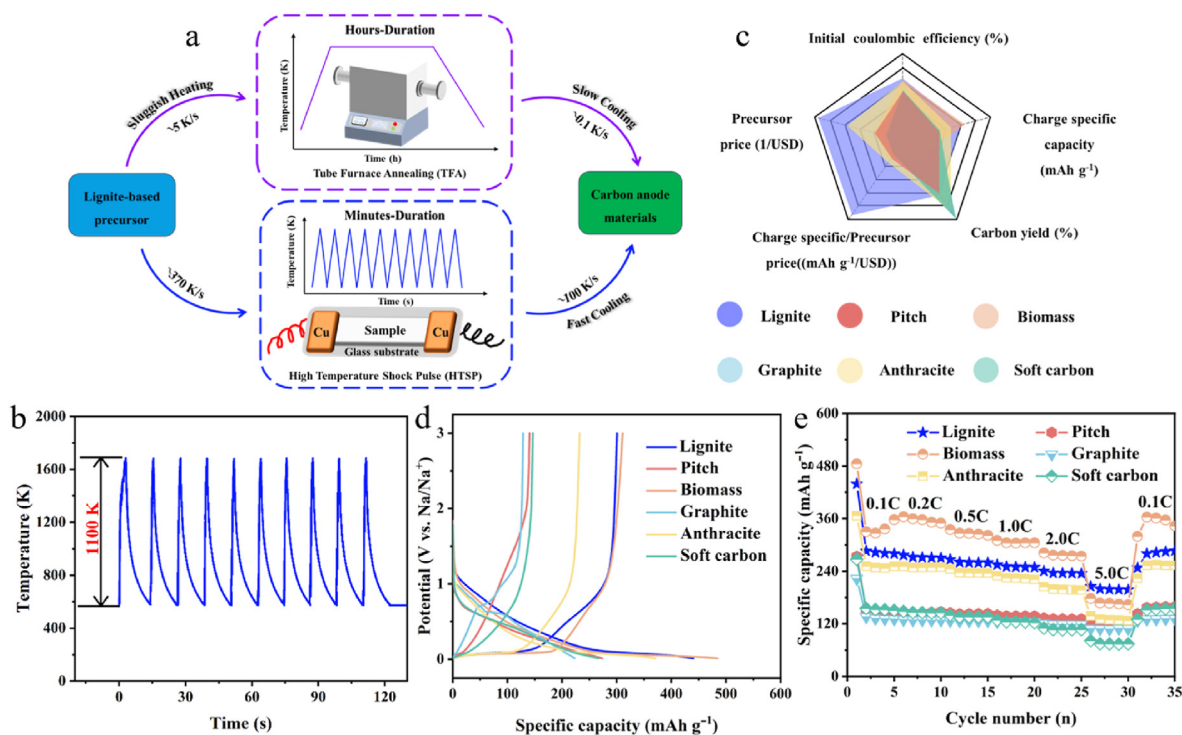 a
Hours-Duration
Temperature (K)
Time (h)
Tube Furnace Annealing (TFA)
Sluggish Heating
~5 K/s
Slow Cooling
~0.1 K/s
Lignite-based
precursor
Carbon anode
materials
Minutes-Duration
Temperature (K)
Time (s)
Cu
Sample
Cu
Glass substrate
High Temperature Shock Pulse (HTSP)
~370 K/s
~100 K/s
Fast Cooling
c
Initial coulombic efficiency (%)
Precursor
price (1/USD)
Charge specific
capacity
(mAh g⁻¹)
Charge specific/Precursor
price((mAh g⁻¹/USD))
Carbon yield (%)
Lignite
Pitch
Biomass
Graphite
Anthracite
Soft carbon
b
2000
1600
1200
800
400
0
Temperature (K)
1100 K
0
30
60
90
120
Time (s)
d
3
2
1
0
Potential (V vs. Na/Na⁺)
Lignite
Pitch
Biomass
Graphite
Anthracite
Soft carbon
0
100
200
300
400
500
Specific capacity (mAh g⁻¹)
e
600
480
360
240
120
0
Specific capacity (mAh g⁻¹)
Lignite
Pitch
Biomass
Graphite
Anthracite
Soft carbon
0.1C
0.2C
0.5C
1.0C
2.0C
5.0C
0.1C
0
5
10
15
20
25
30
35
Cycle number (n)